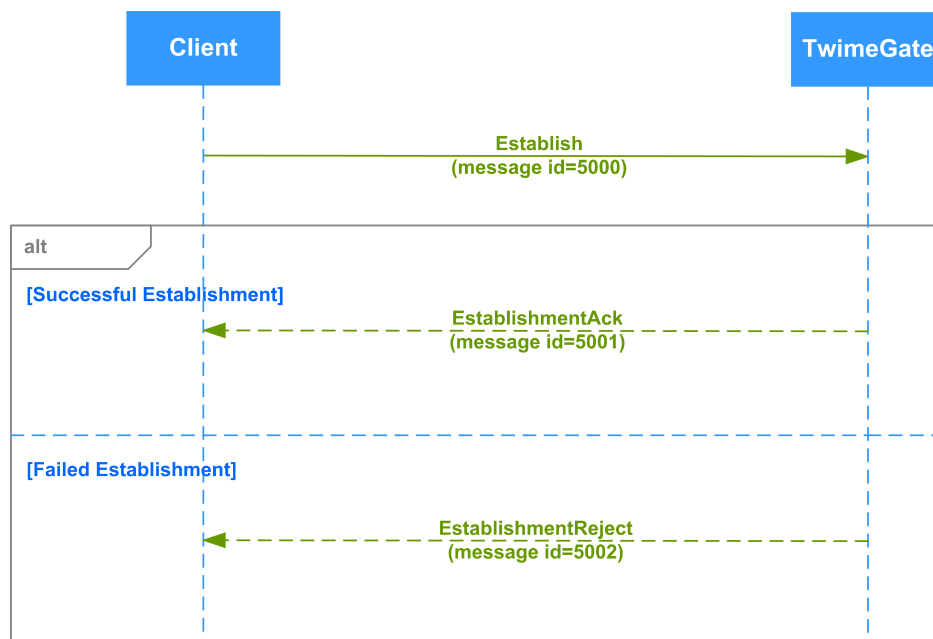 Client
TwimeGate
Establish
(message id=5000)
alt
[Successful Establishment]
EstablishmentAck
(message id=5001)
[Failed Establishment]
EstablishmentReject
(message id=5002)